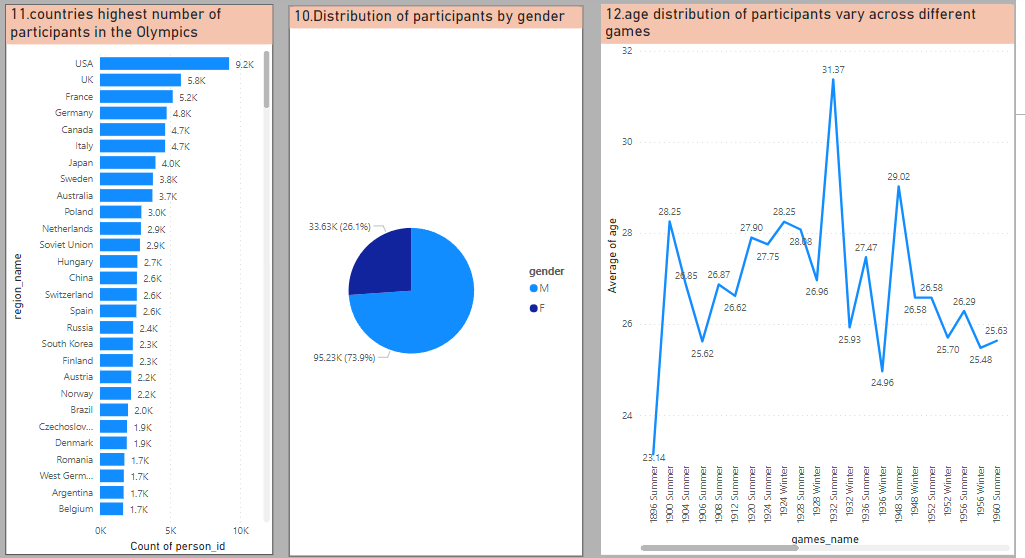 11.countries highest number of
participants in the Olympics
region_name
USA 9.2K
UK 5.8K
France 5.2K
Germany 4.8K
Canada 4.7K
Italy 4.7K
Japan 4.0K
Sweden 3.8K
Australia 3.7K
Poland 3.0K
Netherlands 2.9K
Soviet Union 2.9K
Hungary 2.7K
China 2.6K
Switzerland 2.6K
Spain 2.6K
Russia 2.4K
South Korea 2.3K
Finland 2.3K
Austria 2.2K
Norway 2.2K
Brazil 2.0K
Czechoslov... 1.9K
Denmark 1.9K
Romania 1.7K
West Germ... 1.7K
Argentina 1.7K
Belgium 1.7K
0K 5K 10K
Count of person_id
10.Distribution of participants by gender
33.63K (26.1%)
95.23K (73.9%)
gender
M
F
12.age distribution of participants vary across different
games
Average of age
32
30
28
26
24
23.14
28.25
26.85
25.62
26.87
26.62
27.90
27.75
28.25
28.08
26.96
31.37
25.93
27.47
24.96
29.02
26.58
26.58
25.70
26.29
25.48
25.63
1896 Summer
1900 Summer
1904 Summer
1906 Summer
1908 Summer
1912 Summer
1920 Summer
1924 Summer
1924 Winter
1928 Summer
1928 Winter
1932 Summer
1932 Winter
1936 Summer
1936 Winter
1948 Summer
1948 Winter
1952 Summer
1952 Winter
1956 Summer
1956 Winter
1960 Summer
games_name